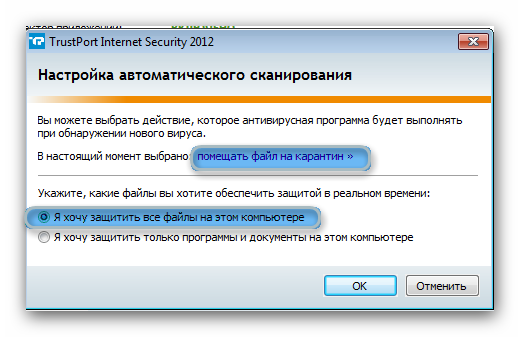 TrustPort Internet Security 2012
Настройка автоматического сканирования
Вы можете выбрать действие, которое антивирусная программа будет выполнять
при обнаружении нового вируса.
В настоящий момент выбрано: помещать файл на карантин »
Укажите, какие файлы вы хотите обеспечить защитой в реальном времени:
Я хочу защитить все файлы на этом компьютере
Я хочу защитить только программы и документы на этом компьютере
OK Отменить